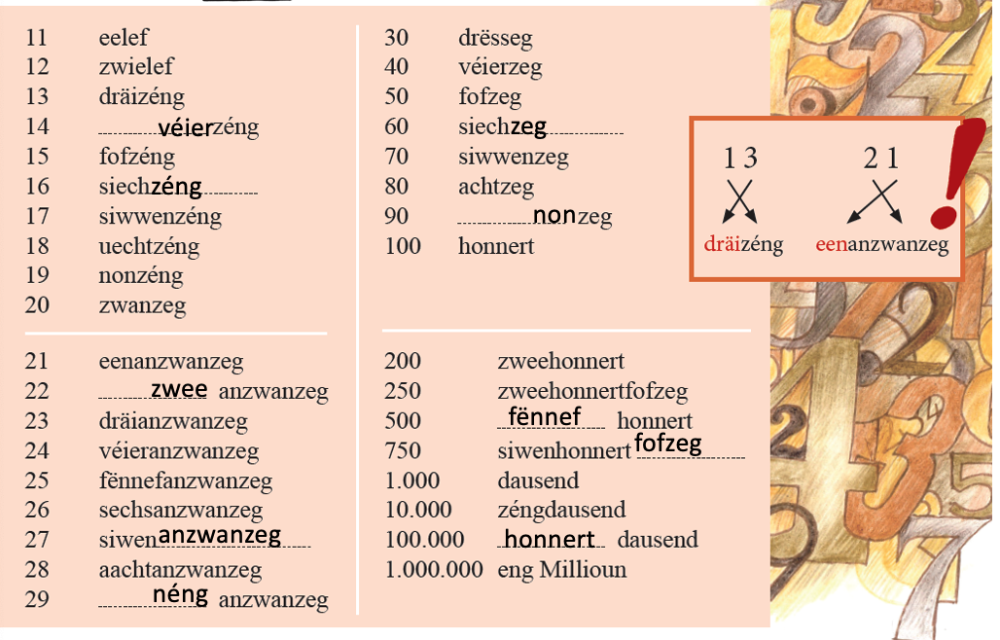 11 eelef
12 zwielef
13 dräizéng
14 véierzéng
15 fofzéng
16 siechzéng
17 siwwenzéng
18 uechtzéng
19 nonzéng
20 zwanzeg
21 eenanzwanzeg
22 zwee anzwanzeg
23 dräianzwanzeg
24 véieranzwanzeg
25 fënnefanzwanzeg
26 sechsanzwanzeg
27 siwenanzwanzeg
28 aachtanzwanzeg
29 néng anzwanzeg
30 drësseg
40 véierzeg
50 fofzeg
60 siechzeg
70 siwwenzeg
80 achtzeg
90 nonzeg
100 honnert
200 zweehonnert
250 zweehonnertfofzeg
500 fënnef honnert
750 siwenhonnert fofzeg
1.000 dausend
10.000 zéngdausend
100.000 honnert dausend
1.000.000 eng Millioun
13 21
dräizéng eenanzwanzeg
!